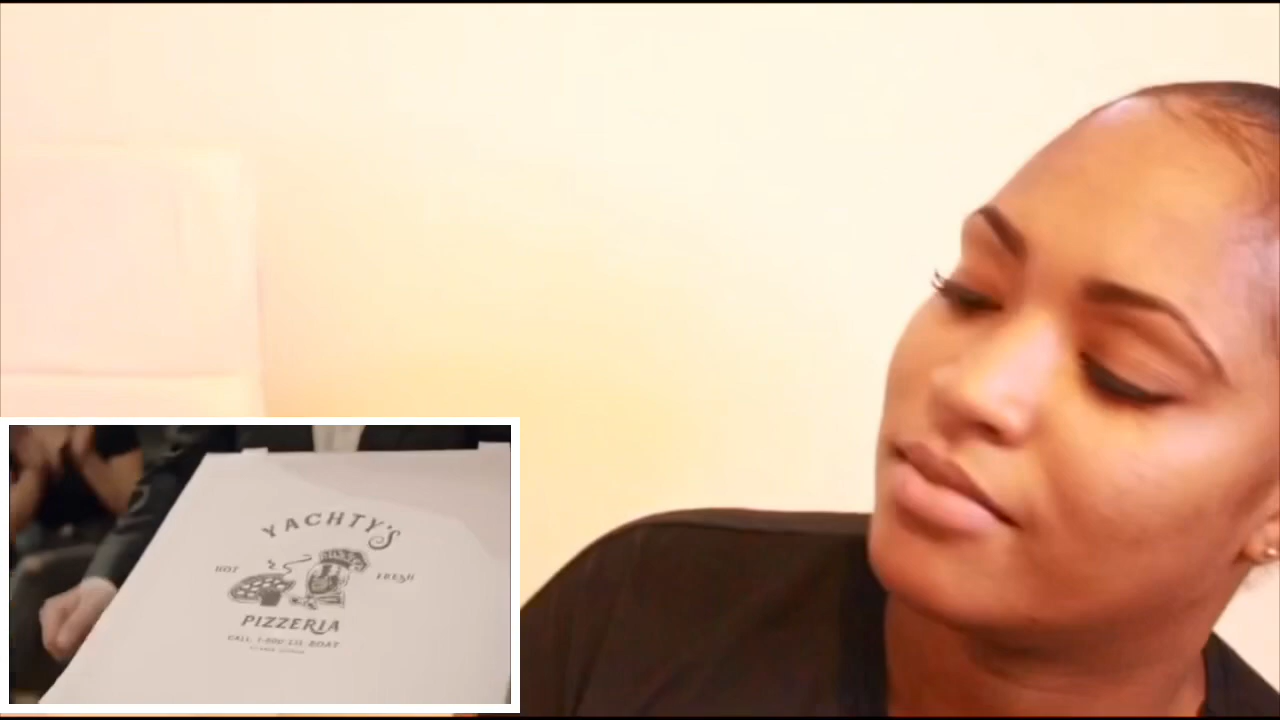 YACHTY'S
HOT
FRESH
PIZZERIA
CALL 1-800-LIL BOAT